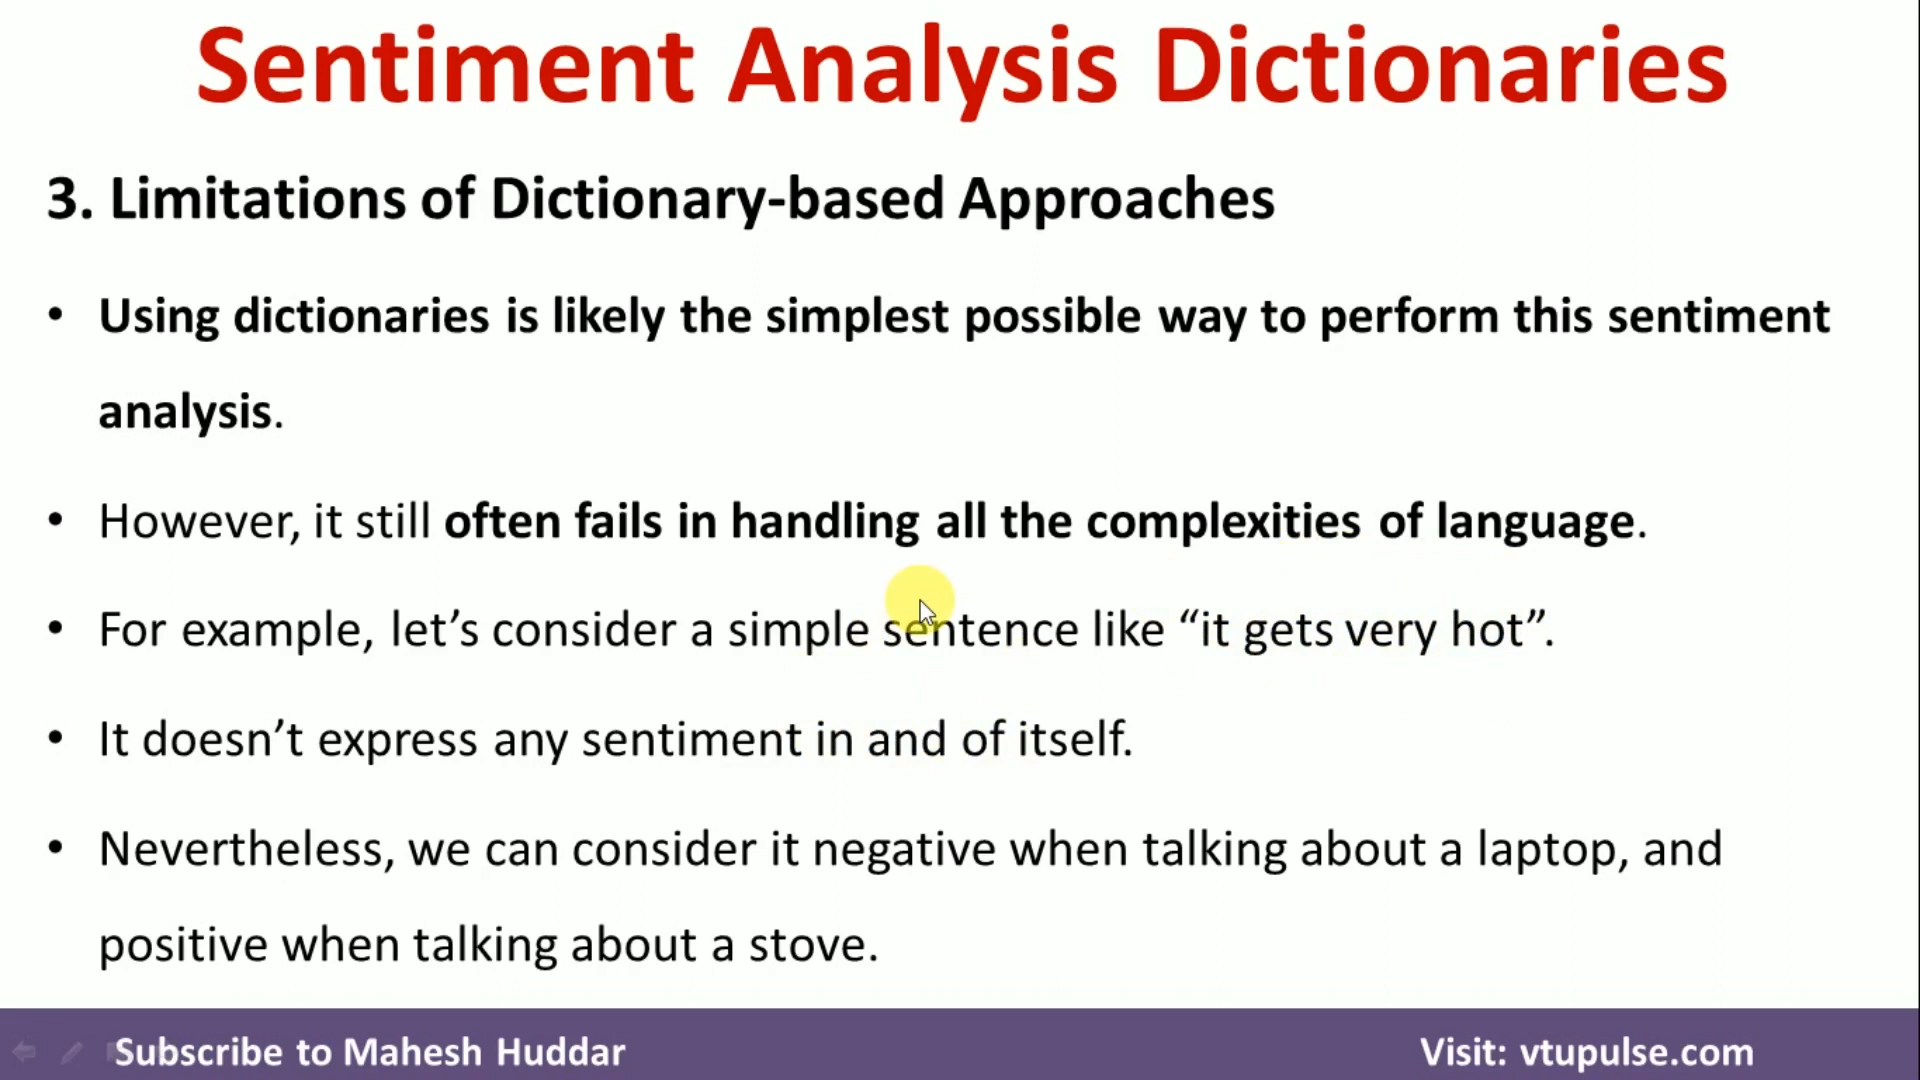 Sentiment Analysis Dictionaries
3. Limitations of Dictionary-based Approaches
• Using dictionaries is likely the simplest possible way to perform this sentiment
analysis.
• However, it still often fails in handling all the complexities of language.
• For example, let’s consider a simple sentence like “it gets very hot”.
• It doesn’t express any sentiment in and of itself.
• Nevertheless, we can consider it negative when talking about a laptop, and
positive when talking about a stove.
Subscribe to Mahesh Huddar
Visit: vtupulse.com